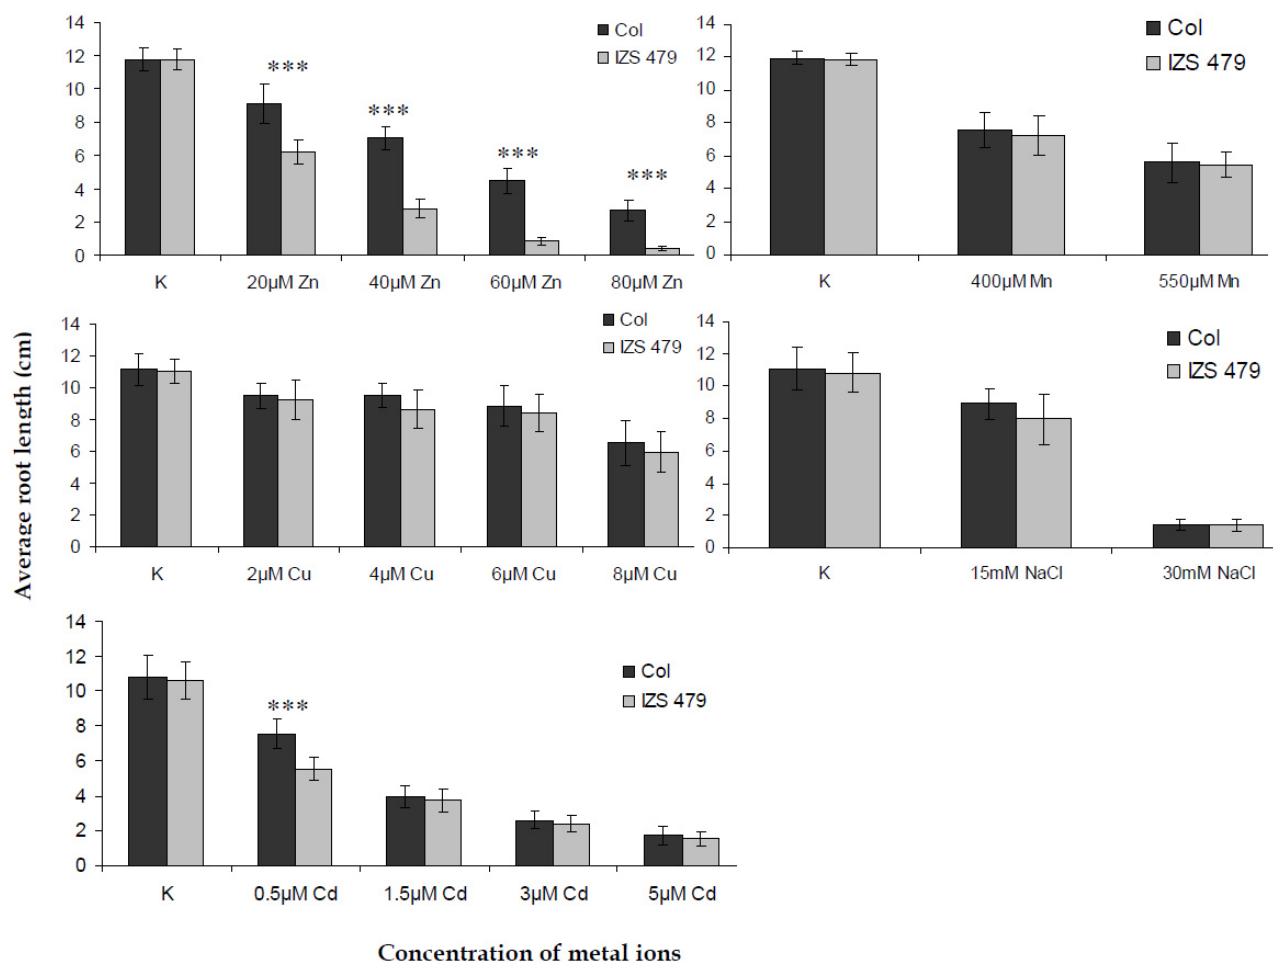 14
12
10
8
6
4
2
0
Col
IZS 479
***
***
***
***
K
20µM Zn
40µM Zn
60µM Zn
80µM Zn
14
12
10
8
6
4
2
0
Col
IZS 479
K
400µM Mn
550µM Mn
Average root length (cm)
14
12
10
8
6
4
2
0
Col
IZS 479
K
2µM Cu
4µM Cu
6µM Cu
8µM Cu
14
12
10
8
6
4
2
0
Col
IZS 479
K
15mM NaCl
30mM NaCl
14
12
10
8
6
4
2
0
Col
IZS 479
***
K
0.5µM Cd
1.5µM Cd
3µM Cd
5µM Cd
Concentration of metal ions